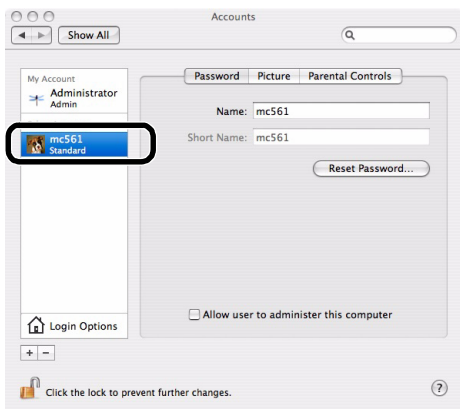 Accounts
Show All
My Account
Administrator
Admin
mc561
Standard
Login Options
+ −
Password Picture Parental Controls
Name: mc561
Short Name: mc561
Reset Password...
Allow user to administer this computer
Click the lock to prevent further changes.
?